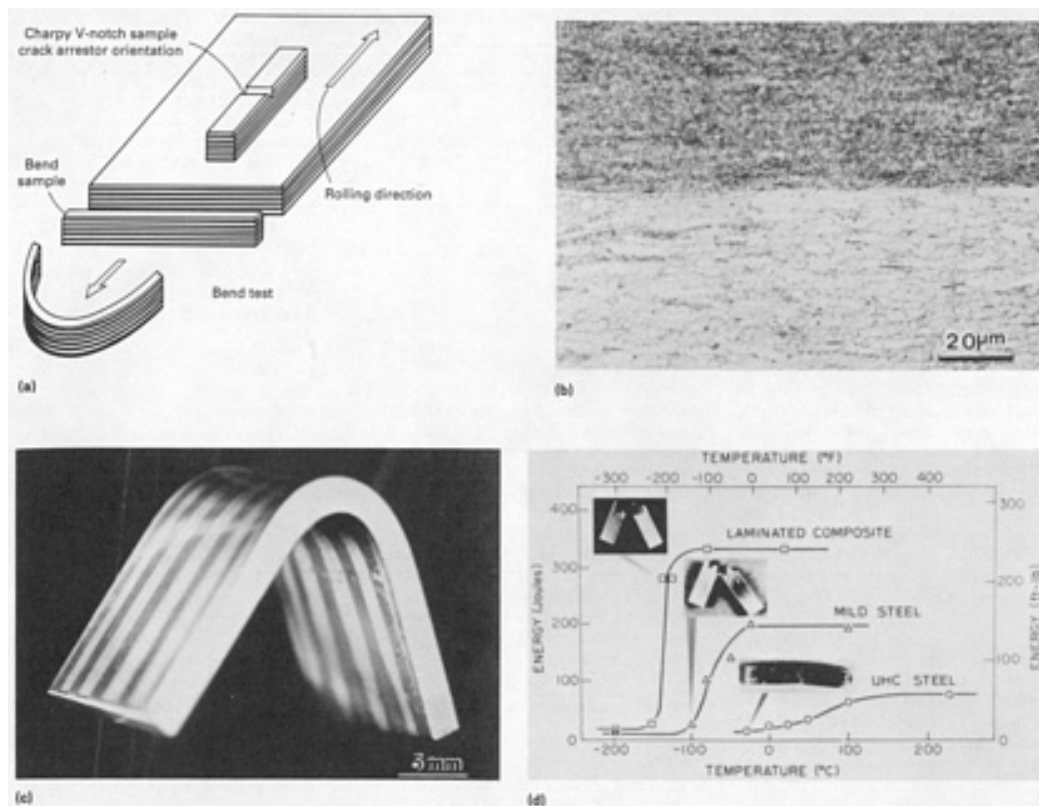 Charpy V-notch sample
crack arrestor orientation
Bend
sample
Rolling direction
Bend test
(a)
20µm
(b)
5 mm
(c)
TEMPERATURE (°F)
-300 -200 -100 0 100 200 400
400
300
200
100
0
ENERGY (Joules)
LAMINATED COMPOSITE
MILD STEEL
UHC STEEL
300
200
100
0
ENERGY (ft-lb)
-200 -100 0 100 200
TEMPERATURE (°C)
(d)